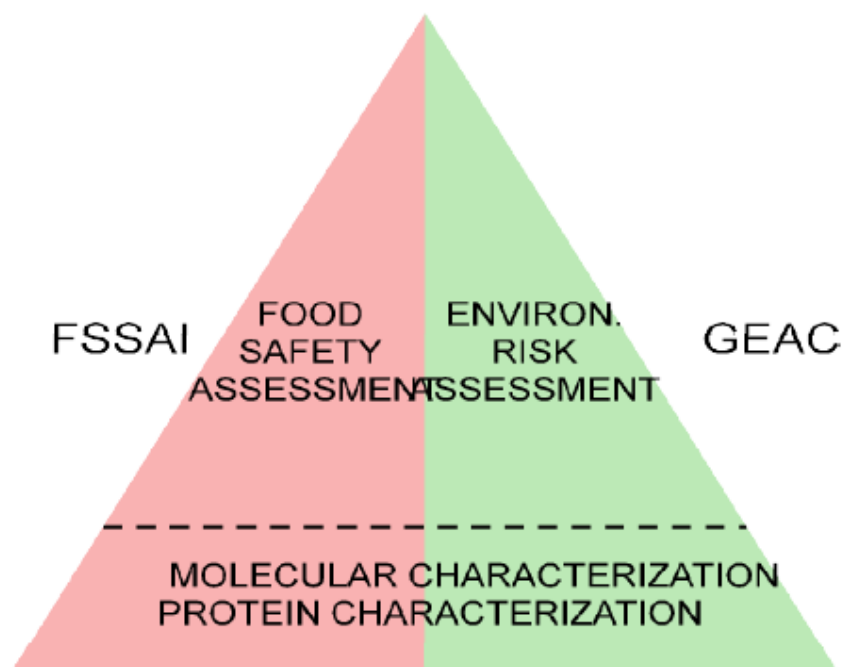 FSSAI
FOOD
SAFETY
ASSESSMENT
ENVIRON.
RISK
ASSESSMENT
GEAC
MOLECULAR CHARACTERIZATION
PROTEIN CHARACTERIZATION